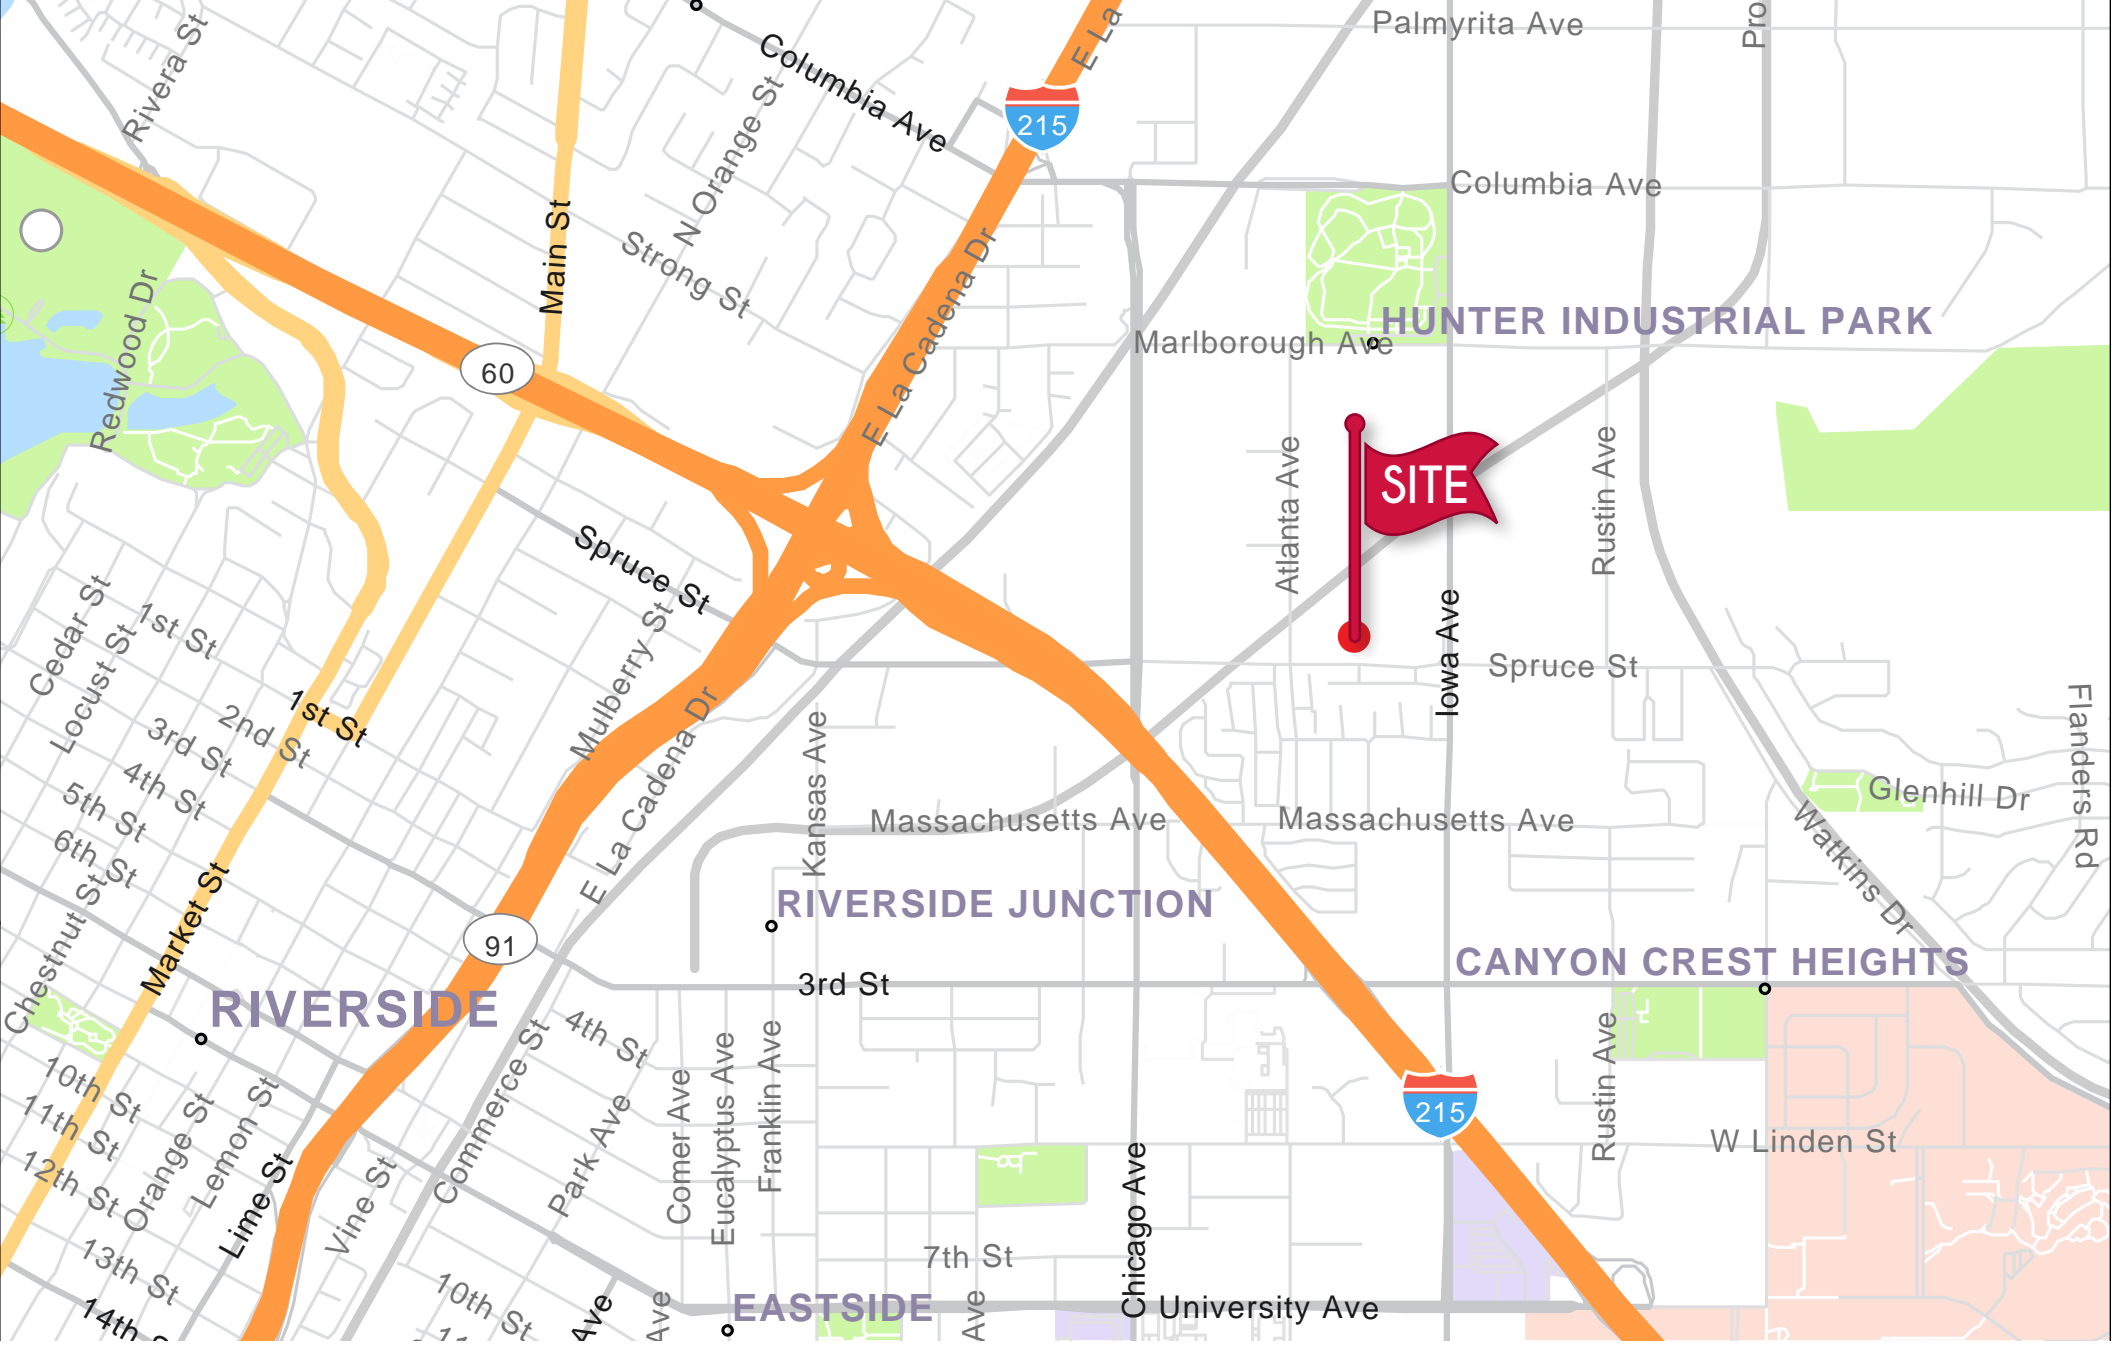 Palmyrita Ave
Pro
E La
Rivera St
Columbia Ave
215
N Orange St
Columbia Ave
Main St
Strong St
E La Cadena Dr
Redwood Dr
HUNTER INDUSTRIAL PARK
Marlborough Ave
60
SITE
Atlanta Ave
Rustin Ave
Spruce St
Cedar St
1st St
Locust St
Mulberry St
Iowa Ave
Spruce St
1st St
2nd St
3rd St
E La Cadena Dr
Kansas Ave
Flanders Rd
4th St
5th St
6th St
Massachusetts Ave
Massachusetts Ave
Glenhill Dr
Watkins Dr
Market St
Chestnut St
RIVERSIDE JUNCTION
91
CANYON CREST HEIGHTS
3rd St
RIVERSIDE
4th St
Commerce St
Park Ave
Comer Ave
Eucalyptus Ave
Franklin Ave
Rustin Ave
215
W Linden St
10th St
11th St
12th St
Orange St
Lemon St
Lime St
Vine St
Chicago Ave
13th St
7th St
14th
10th St
Ave
Ave
EASTSIDE
Ave
University Ave